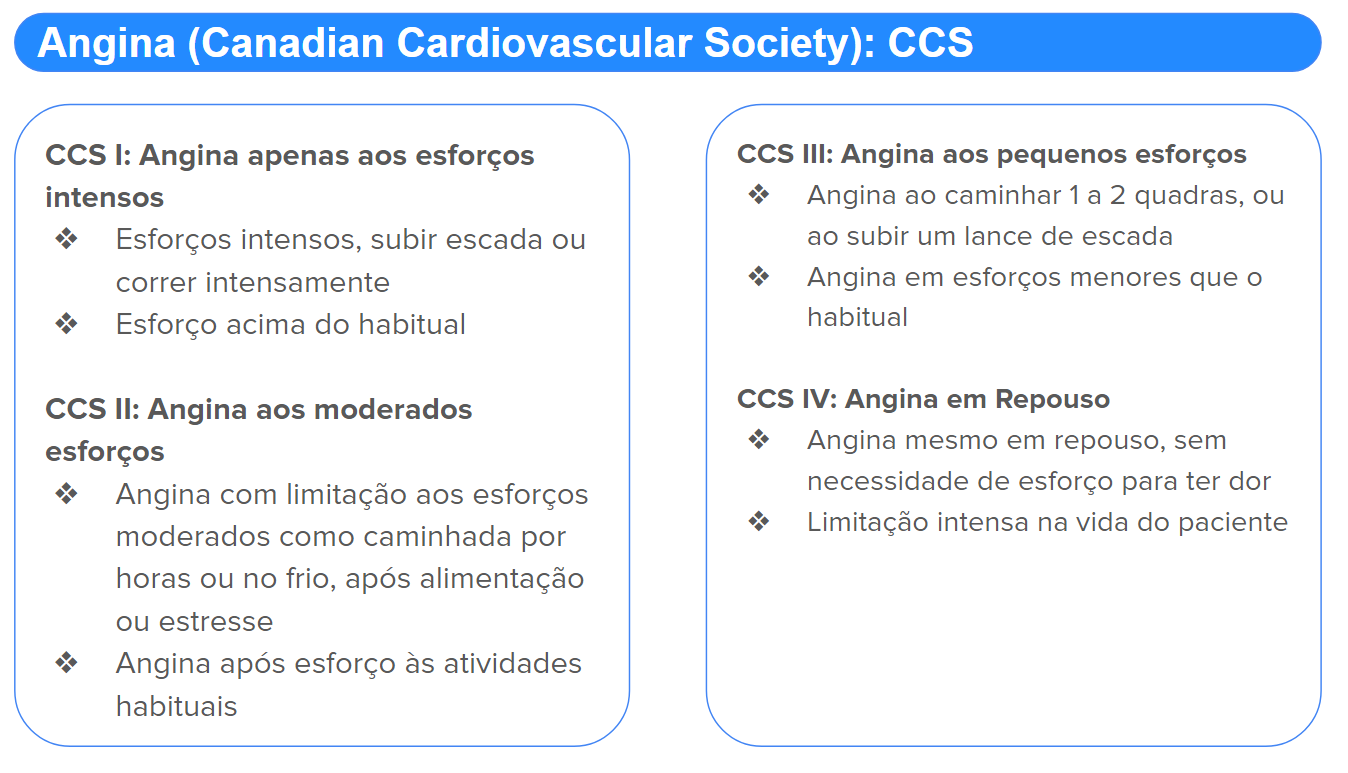 Angina (Canadian Cardiovascular Society): CCS
CCS I: Angina apenas aos esforços
intensos
❖ Esforços intensos, subir escada ou
correr intensamente
❖ Esforço acima do habitual
CCS II: Angina aos moderados
esforços
❖ Angina com limitação aos esforços
moderados como caminhada por
horas ou no frio, após alimentação
ou estresse
❖ Angina após esforço às atividades
habituais
CCS III: Angina aos pequenos esforços
❖ Angina ao caminhar 1 a 2 quadras, ou
ao subir um lance de escada
❖ Angina em esforços menores que o
habitual
CCS IV: Angina em Repouso
❖ Angina mesmo em repouso, sem
necessidade de esforço para ter dor
❖ Limitação intensa na vida do paciente